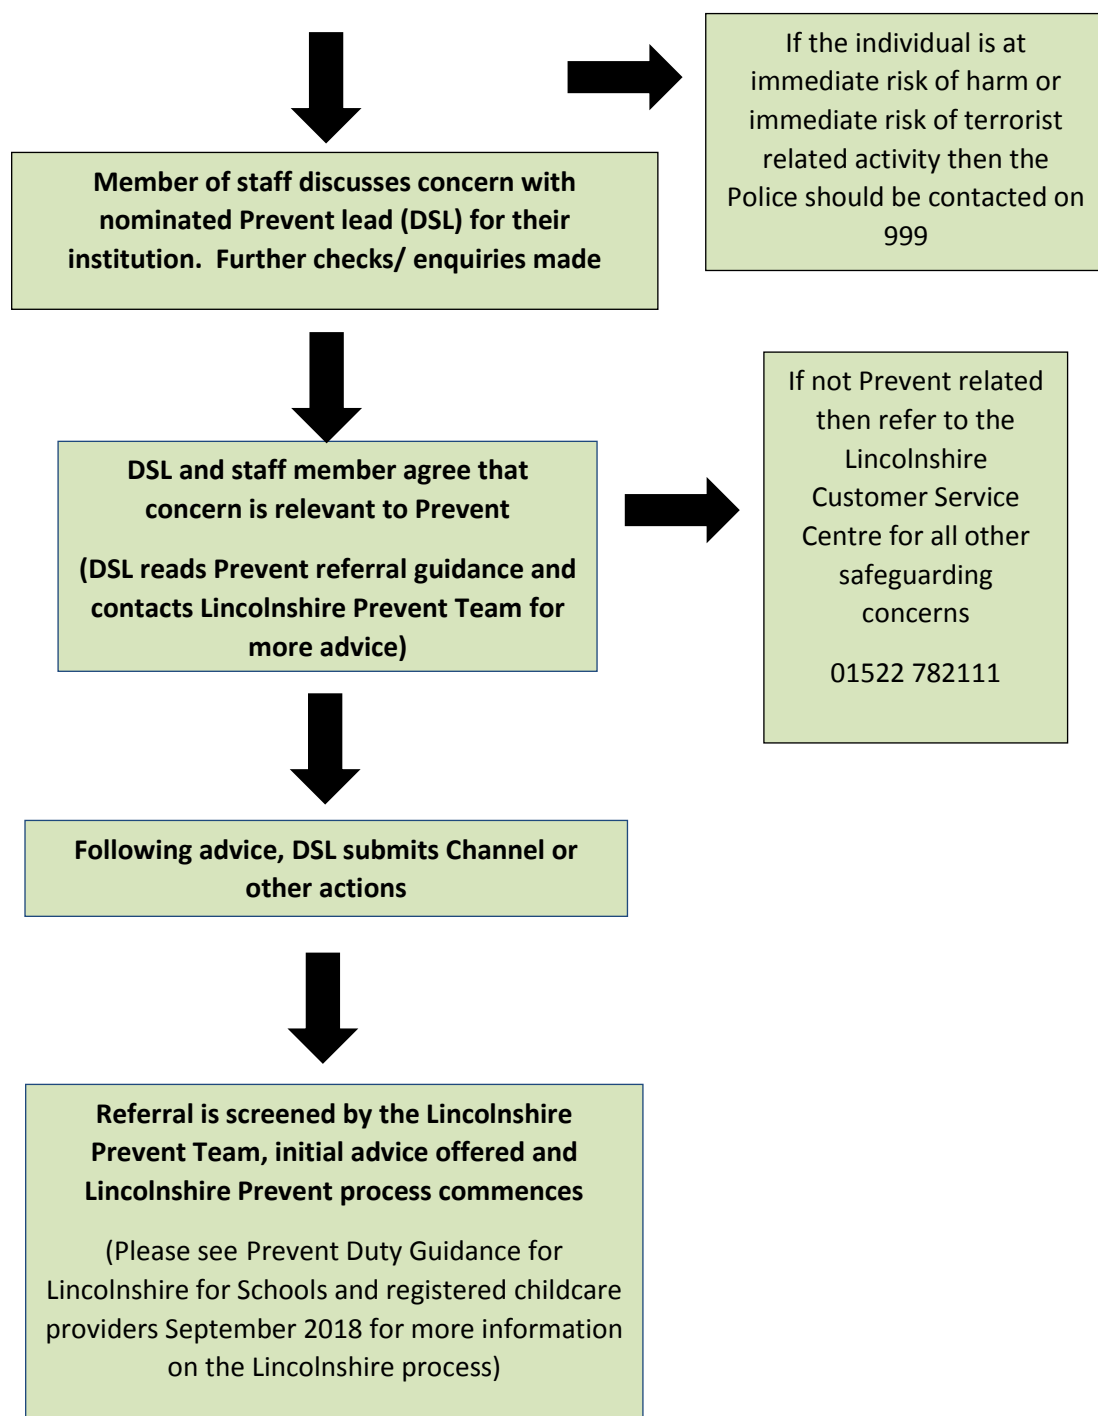 If the individual is at
immediate risk of harm or
immediate risk of terrorist
related activity then the
Police should be contacted on
999
Member of staff discusses concern with
nominated Prevent lead (DSL) for their
institution.  Further checks/ enquiries made
If not Prevent related
then refer to the
Lincolnshire
Customer Service
Centre for all other
safeguarding
concerns
01522 782111
DSL and staff member agree that
concern is relevant to Prevent
(DSL reads Prevent referral guidance and
contacts Lincolnshire Prevent Team for
more advice)
Following advice, DSL submits Channel or
other actions
Referral is screened by the Lincolnshire
Prevent Team, initial advice offered and
Lincolnshire Prevent process commences
(Please see Prevent Duty Guidance for
Lincolnshire for Schools and registered childcare
providers September 2018 for more information
on the Lincolnshire process)